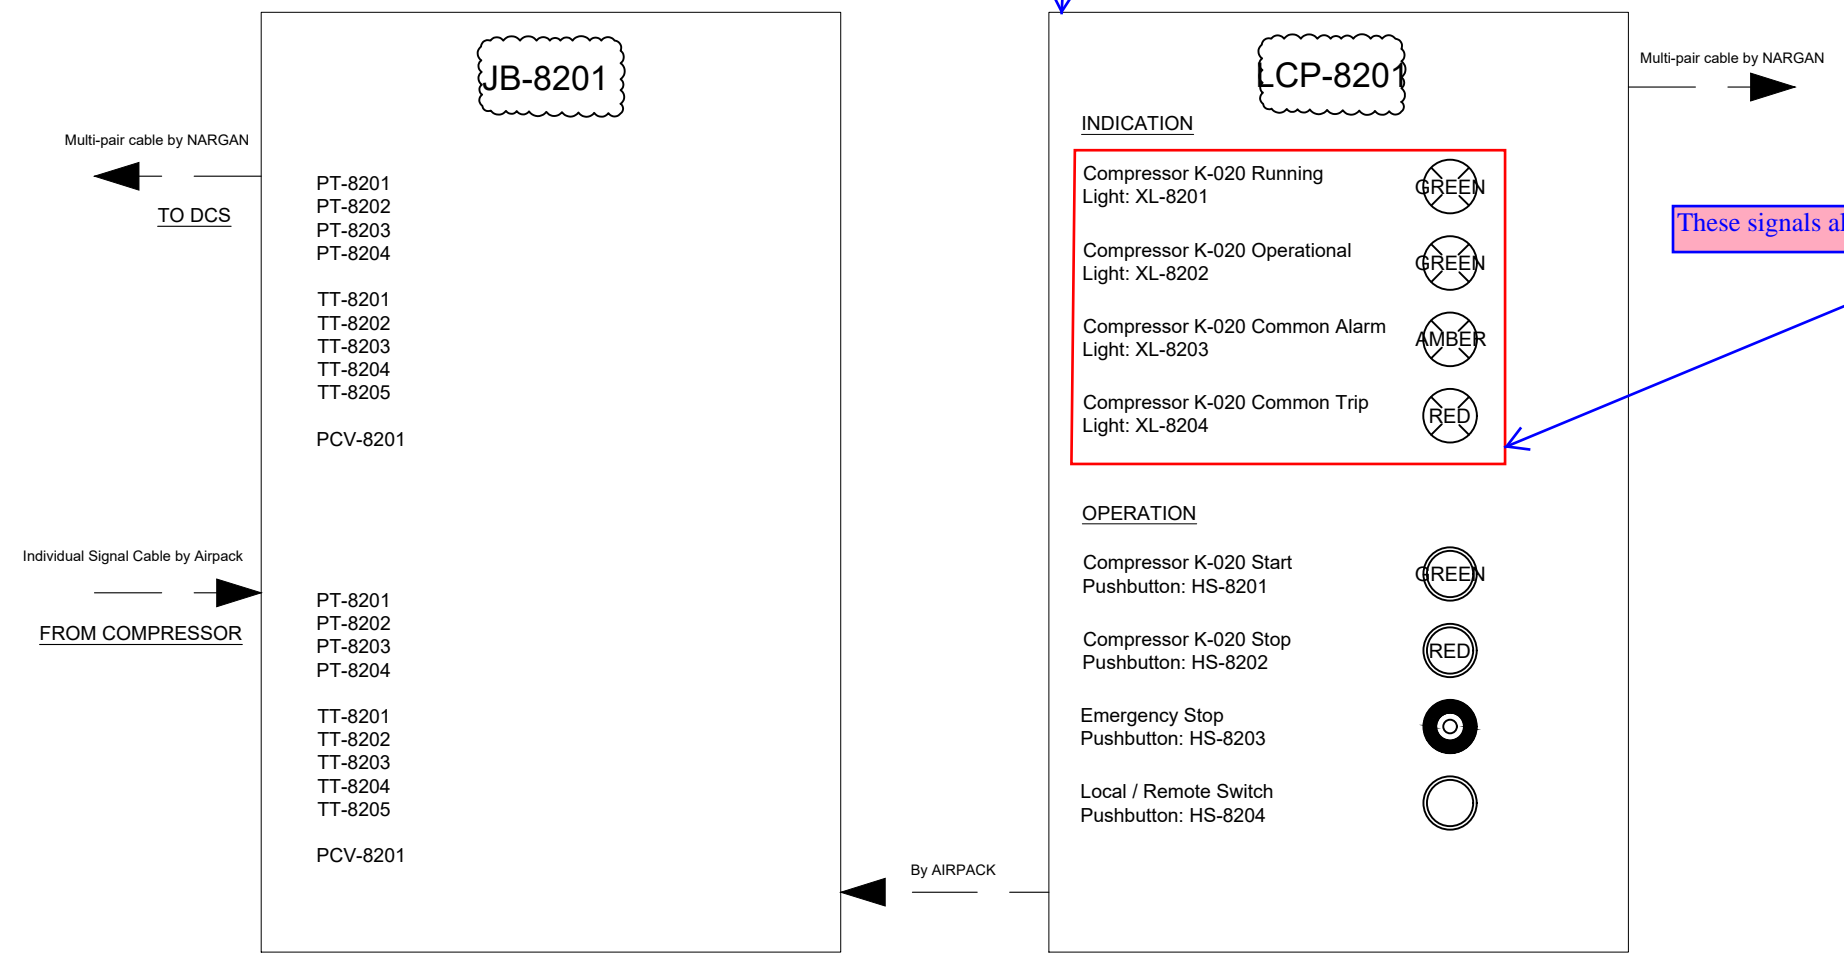 JB-8201
Multi-pair cable by NARGAN
TO DCS
PT-8201
PT-8202
PT-8203
PT-8204
TT-8201
TT-8202
TT-8203
TT-8204
TT-8205
PCV-8201
Individual Signal Cable by Airpack
FROM COMPRESSOR
PT-8201
PT-8202
PT-8203
PT-8204
TT-8201
TT-8202
TT-8203
TT-8204
TT-8205
PCV-8201
By AIRPACK
LCP-8201
Multi-pair cable by NARGAN
INDICATION
Compressor K-020 Running
Light: XL-8201
GREEN
Compressor K-020 Operational
Light: XL-8202
GREEN
Compressor K-020 Common Alarm
Light: XL-8203
AMBER
Compressor K-020 Common Trip
Light: XL-8204
RED
These signals al
OPERATION
Compressor K-020 Start
Pushbutton: HS-8201
GREEN
Compressor K-020 Stop
Pushbutton: HS-8202
RED
Emergency Stop
Pushbutton: HS-8203
Local / Remote Switch
Pushbutton: HS-8204